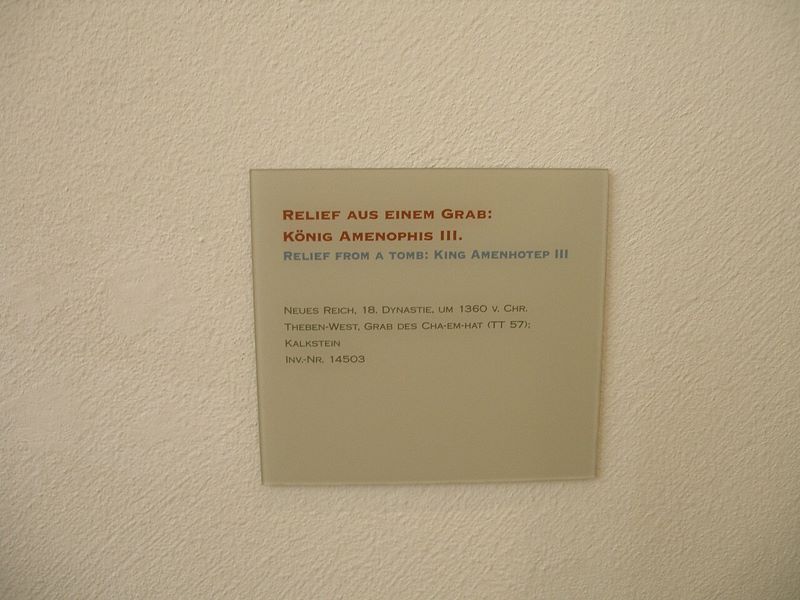 Relief aus einem Grab:
König Amenophis III.
Relief from a tomb: King Amenhotep III
Neues Reich, 18. Dynastie, um 1360 v. Chr.
Theben-West, Grab des Cha-em-hat (TT 57);
Kalkstein
Inv.-Nr. 14503